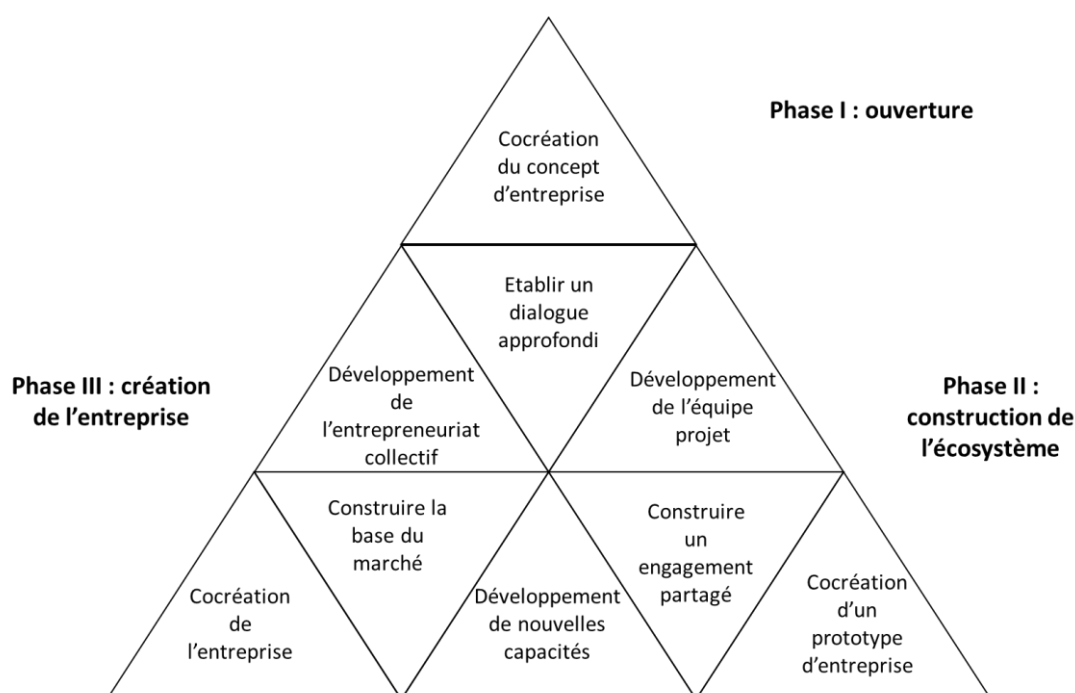 Phase I : ouverture
Cocréation
du concept
d’entreprise
Etablir un
dialogue
approfondi
Phase III : création
de l’entreprise
Développement
de
l’entrepreneuriat
collectif
Développement
de l’équipe
projet
Phase II :
construction de
l’écosystème
Construire la
base du
marché
Construire
un
engagement
partagé
Cocréation
de
l’entreprise
Développement
de nouvelles
capacités
Cocréation
d’un
prototype
d’entreprise